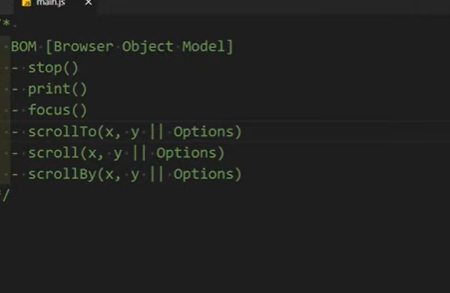 main.js ×
/*
BOM [Browser Object Model]
- stop()
- print()
- focus()
- scrollTo(x, y || Options)
- scroll(x, y || Options)
- scrollBy(x, y || Options)
*/